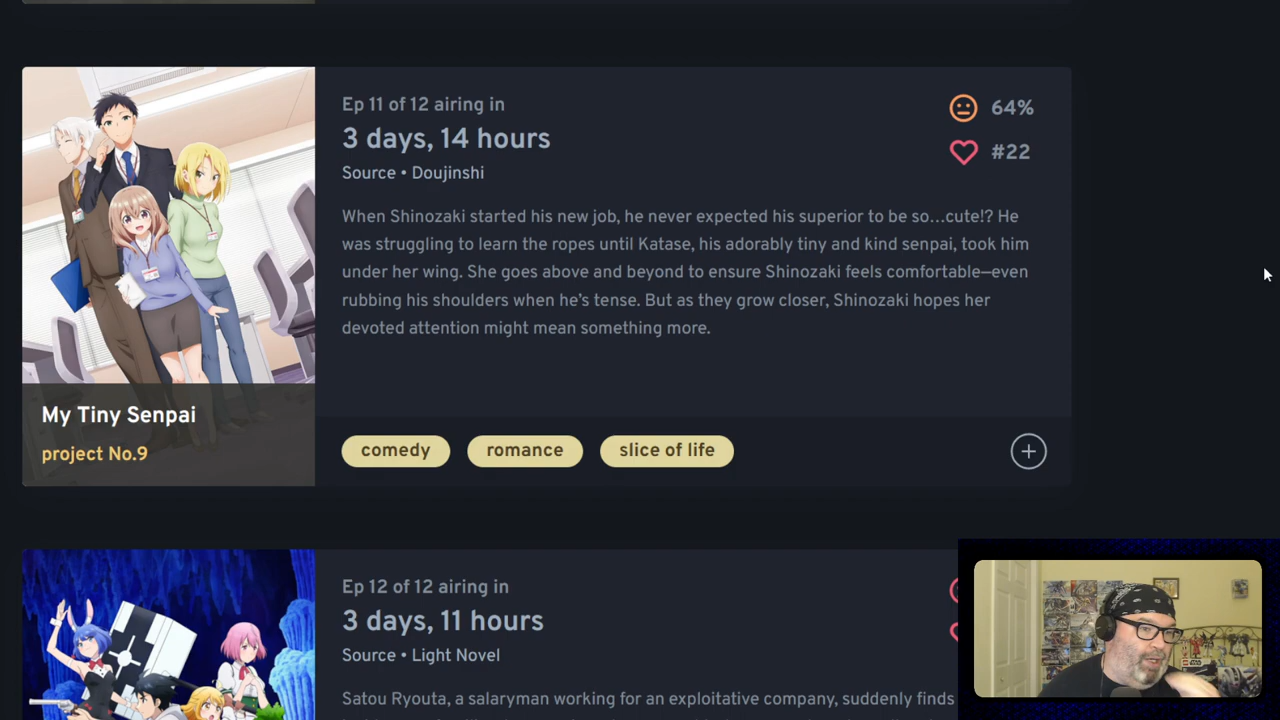 Ep 11 of 12 airing in
3 days, 14 hours
Source • Doujinshi
64%
#22
When Shinozaki started his new job, he never expected his superior to be so…cute!? He
was struggling to learn the ropes until Katase, his adorably tiny and kind senpai, took him
under her wing. She goes above and beyond to ensure Shinozaki feels comfortable—even
rubbing his shoulders when he’s tense. But as they grow closer, Shinozaki hopes her
devoted attention might mean something more.
My Tiny Senpai
project No.9
comedy
romance
slice of life
Ep 12 of 12 airing in
3 days, 11 hours
Source • Light Novel
Satou Ryouta, a salaryman working for an exploitative company, suddenly finds